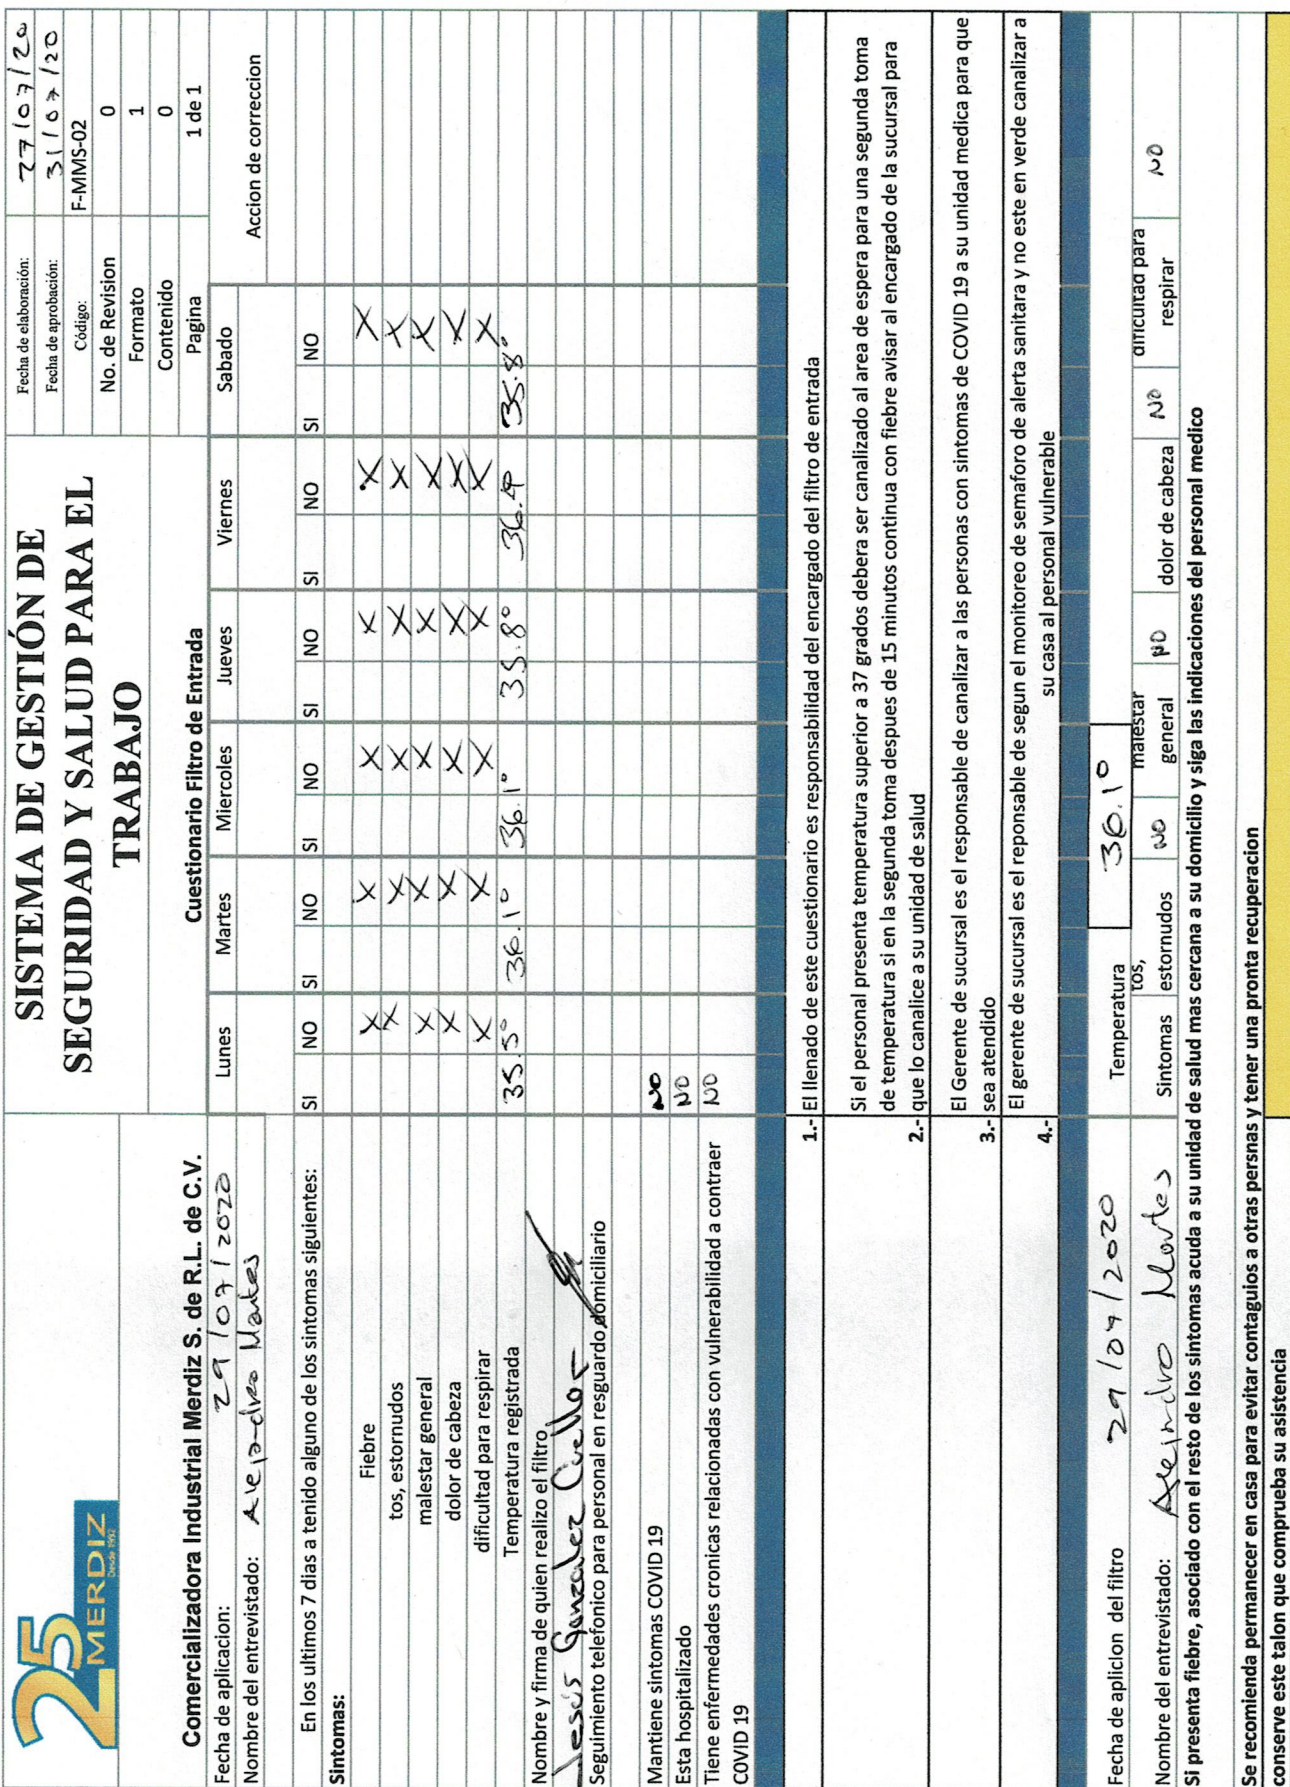 25
MERDIZ
Desde 1992
SISTEMA DE GESTIÓN DE
SEGURIDAD Y SALUD PARA EL
TRABAJO
Fecha de elaboración: 27/07/20
Fecha de aprobación: 31/07/20
Código: F-MMS-02
No. de Revision 0
Formato 1
Contenido 0
Pagina 1 de 1
Comercializadora Industrial Merdiz S. de R.L. de C.V.
Cuestionario Filtro de Entrada
Fecha de aplicacion: 29/07/2020
Lunes Martes Miercoles Jueves Viernes Sabado
Accion de correccion
Nombre del entrevistado: Alejandro Montes
En los ultimos 7 dias a tenido alguno de los sintomas siguientes:
SI NO SI NO SI NO SI NO SI NO SI NO
Sintomas:
Fiebre X X X X X X
tos, estornudos X X X X X X
malestar general X X X X X X
dolor de cabeza X X X X X X
dificultad para respirar X X X X X X
Temperatura registrada 35.5° 36.1° 36.1° 35.8° 36.4 35.8°
Nombre y firma de quien realizo el filtro
Jesús Gonzalez Cuellar
Seguimiento telefonico para personal en resguardo domiciliario
Mantiene sintomas COVID 19 NO
Esta hospitalizado NO
Tiene enfermedades cronicas relacionadas con vulnerabilidad a contraer NO
COVID 19
1.- El llenado de este cuestionario es responsabilidad del encargado del filtro de entrada
Si el personal presenta temperatura superior a 37 grados debera ser canalizado al area de espera para una segunda toma
de temperatura si en la segunda toma despues de 15 minutos continua con fiebre avisar al encargado de la sucursal para
2.- que lo canalice a su unidad de salud
El Gerente de sucursal es el responsable de canalizar a las personas con sintomas de COVID 19 a su unidad medica para que
3.- sea atendido
4.- El gerente de sucursal es el reponsable de segun el monitoreo de semaforo de alerta sanitara y no este en verde canalizar a
su casa al personal vulnerable
Fecha de aplicion del filtro 29/07/2020 Temperatura 36.1°
Nombre del entrevistado: Alejndro Montes Sintomas
tos,
estornudos NO
malestar
general NO
dolor de cabeza NO
dificultad para
respirar NO
Si presenta fiebre, asociado con el resto de los sintomas acuda a su unidad de salud mas cercana a su domicilio y siga las indicaciones del personal medico
Se recomienda permanecer en casa para evitar contaguios a otras persnas y tener una pronta recuperacion
conserve este talon que comprueba su asistencia